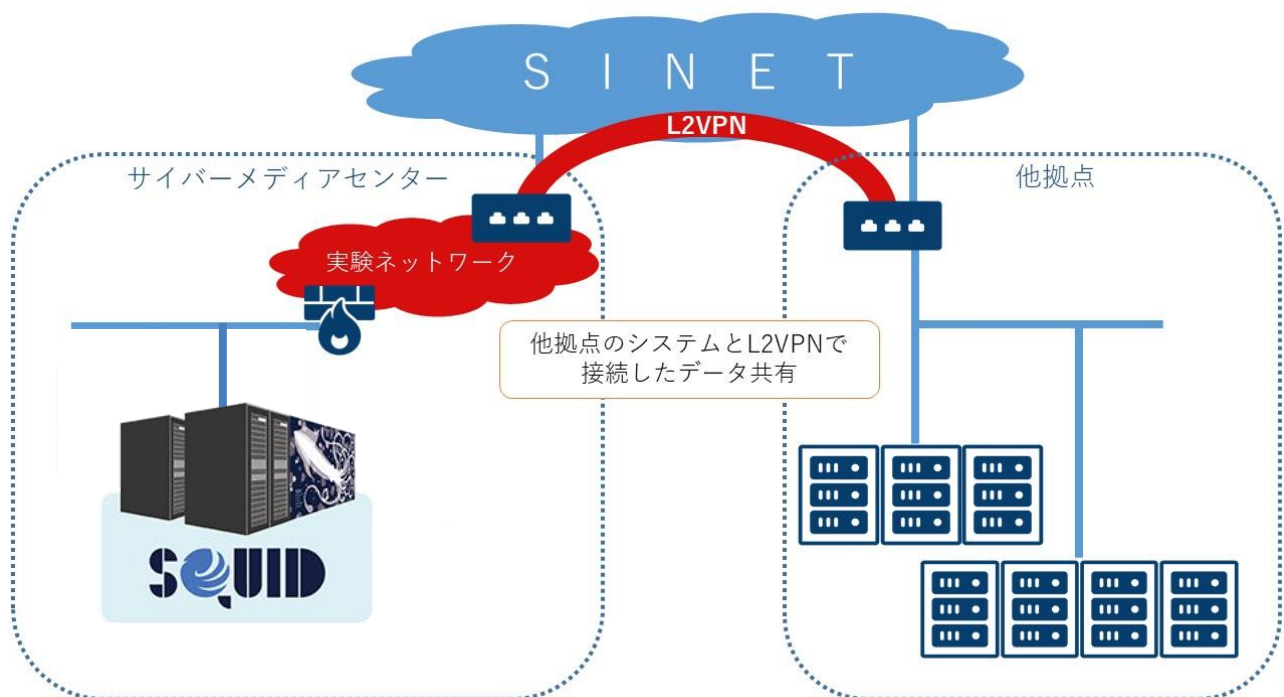 S I N E T
L2VPN
サイバーメディアセンター
他拠点
実験ネットワーク
他拠点のシステムとL2VPNで
接続したデータ共有
SQUID